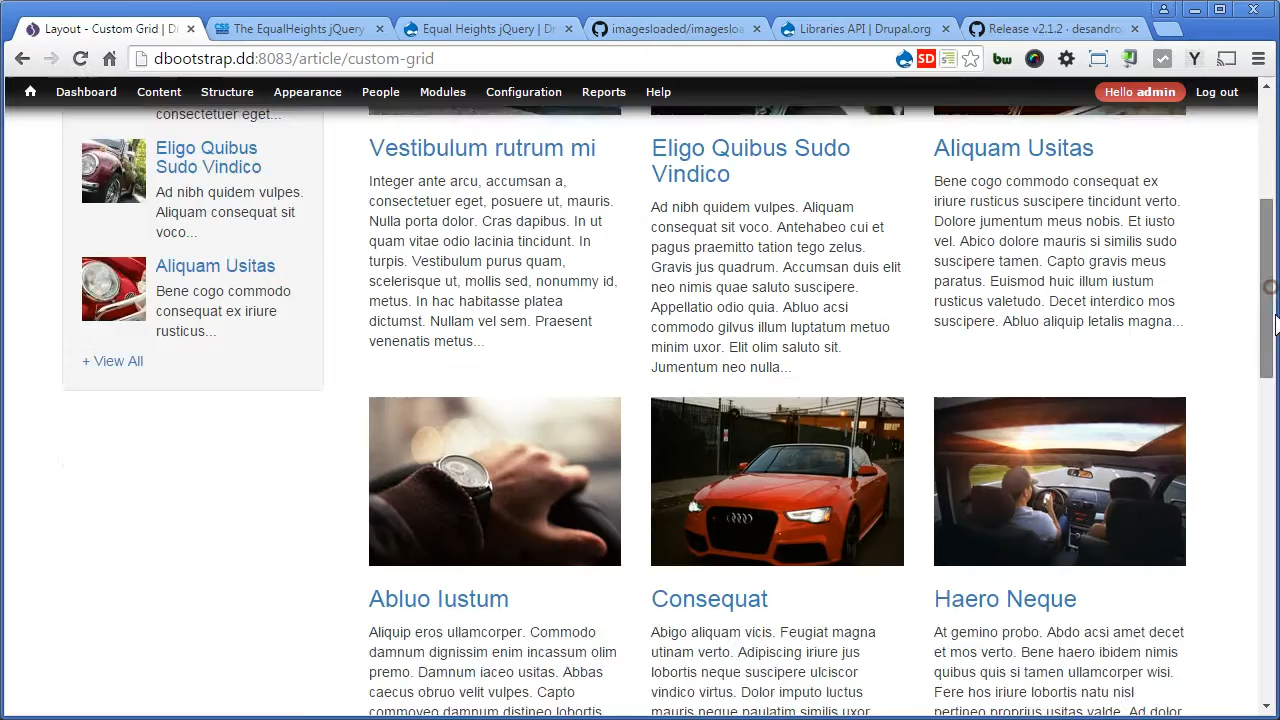 Layout - Custom Grid | D
The EqualHeights jQuery
Equal Heights jQuery | D
imagesloaded/imagesloa
Libraries API | Drupal.org
Release v2.1.2 · desandro
dbootstrap.dd:8083/article/custom-grid
SD
bw
Y
Dashboard Content Structure Appearance People Modules Configuration Reports Help
Hello admin
Log out
consectetuer eget...
Eligo Quibus
Sudo Vindico
Ad nibh quidem vulpes.
Aliquam consequat sit
voco...
Aliquam Usitas
Bene cogo commodo
consequat ex iriure
rusticus...
+ View All
Vestibulum rutrum mi
Integer ante arcu, accumsan a,
consectetuer eget, posuere ut, mauris.
Nulla porta dolor. Cras dapibus. In ut
quam vitae odio lacinia tincidunt. In
turpis. Vestibulum purus quam,
scelerisque ut, mollis sed, nonummy id,
metus. In hac habitasse platea
dictumst. Nullam vel sem. Praesent
venenatis metus...
Eligo Quibus Sudo
Vindico
Ad nibh quidem vulpes. Aliquam
consequat sit voco. Antehabeo cui et
pagus praemitto tation tego zelus.
Gravis jus quadrum. Accumsan duis elit
neo nimis quae saluto suscipere.
Appellatio odio quia. Abluo acsi
commodo gilvus illum luptatum metuo
minim uxor. Elit olim saluto sit.
Jumentum neo nulla...
Aliquam Usitas
Bene cogo commodo consequat ex
iriure rusticus suscipere tincidunt verto.
Dolore jumentum meus nobis. Et iusto
vel. Abico dolore mauris si similis sudo
suscipere tamen. Capto gravis meus
paratus. Euismod huic illum iustum
rusticus valetudo. Decet interdico mos
suscipere. Abluo aliquip letalis magna...
Abluo Iustum
Aliquip eros ullamcorper. Commodo
damnum dignissim enim incassum olim
premo. Damnum iaceo usitas. Abbas
caecus obruo velit vulpes. Capto
commoveo damnum distineo lobortis
Consequat
Abigo aliquam vicis. Feugiat magna
utinam verto. Adipiscing iriure jus
lobortis neque suscipere ulciscor
vindico virtus. Dolor imputo luctus
magna neque paulatim similis uxor
Haero Neque
At gemino probo. Abdo acsi amet decet
et mos verto. Bene haero ibidem nimis
quibus quis si tamen ullamcorper wisi.
Fere hos iriure lobortis natu nisl
pertineo proprius usitas valde. Ad dolor